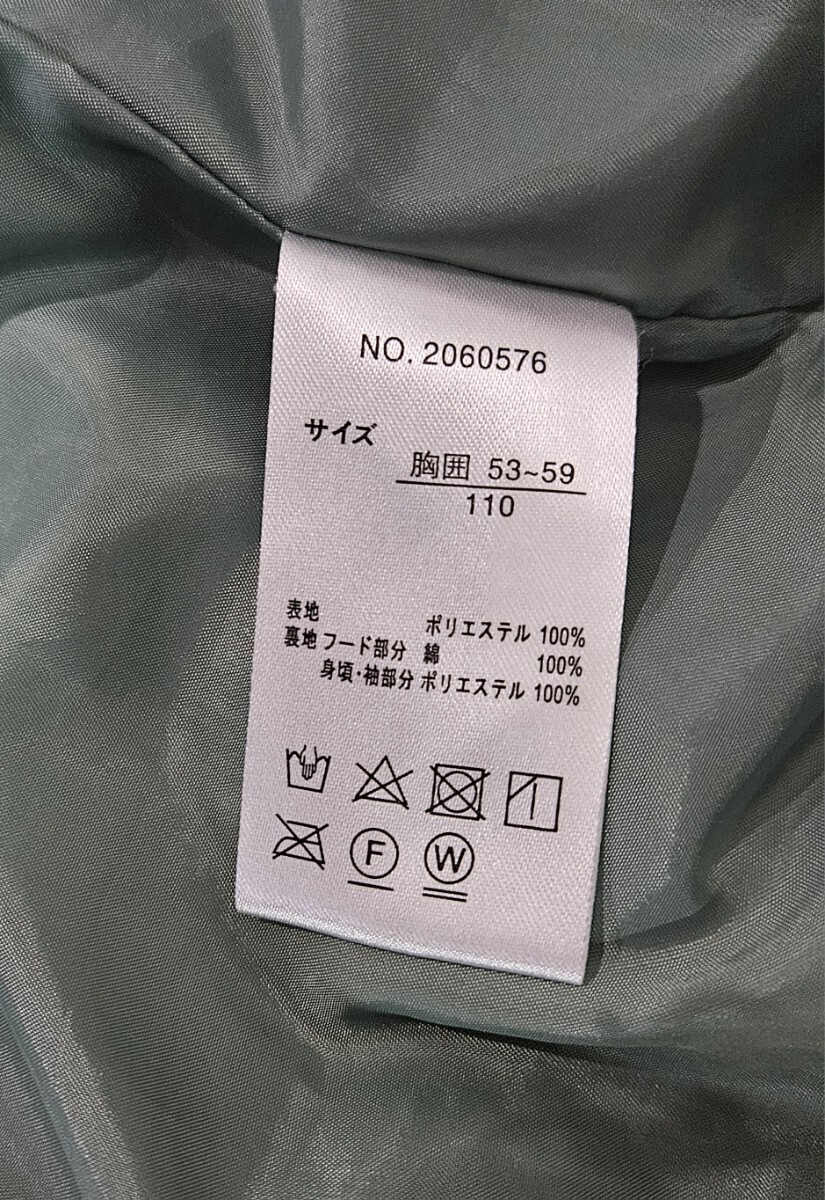 NO. 2060576
サイズ
胸囲 53~59
110
表地 ポリエステル 100%
裏地 フード部分 綿 100%
身頃・袖部分 ポリエステル 100%
F
W